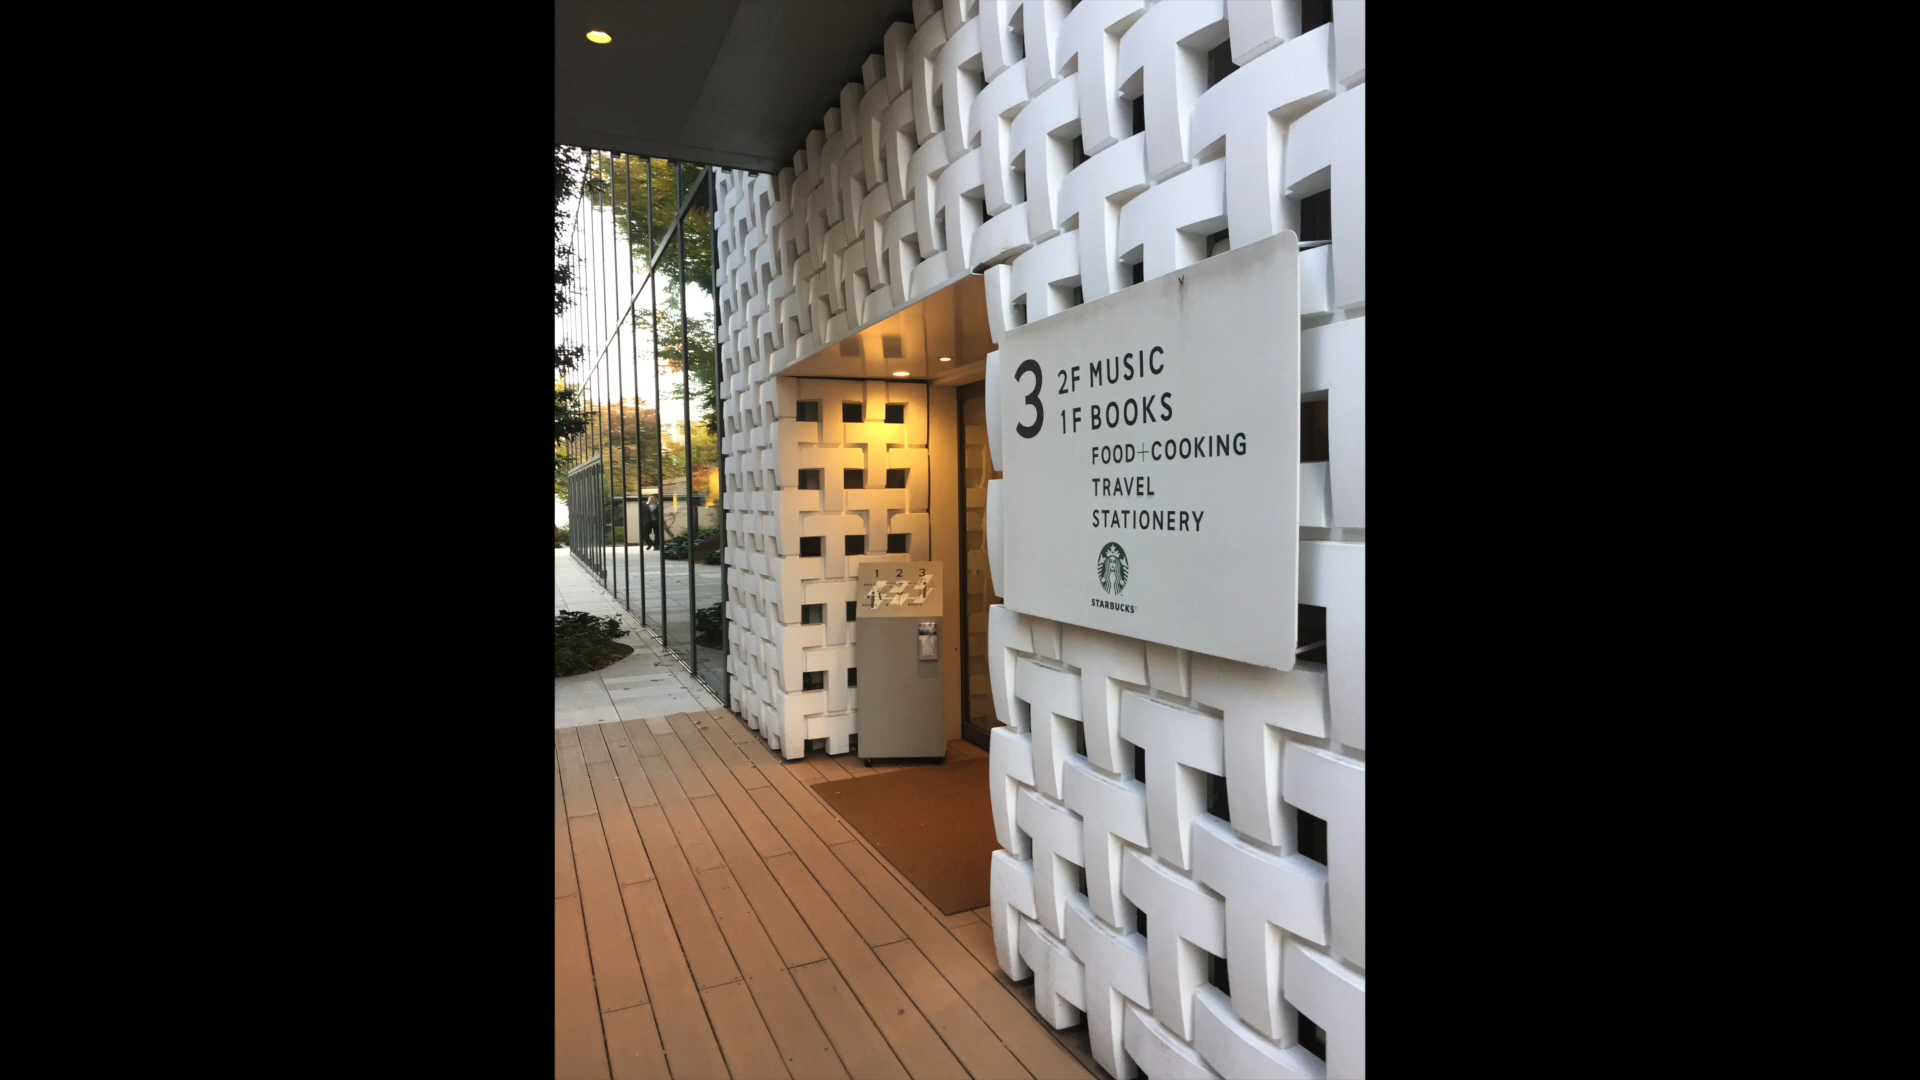 3 2F MUSIC
1F BOOKS
FOOD+COOKING
TRAVEL
STATIONERY
STARBUCKS
1 2 3